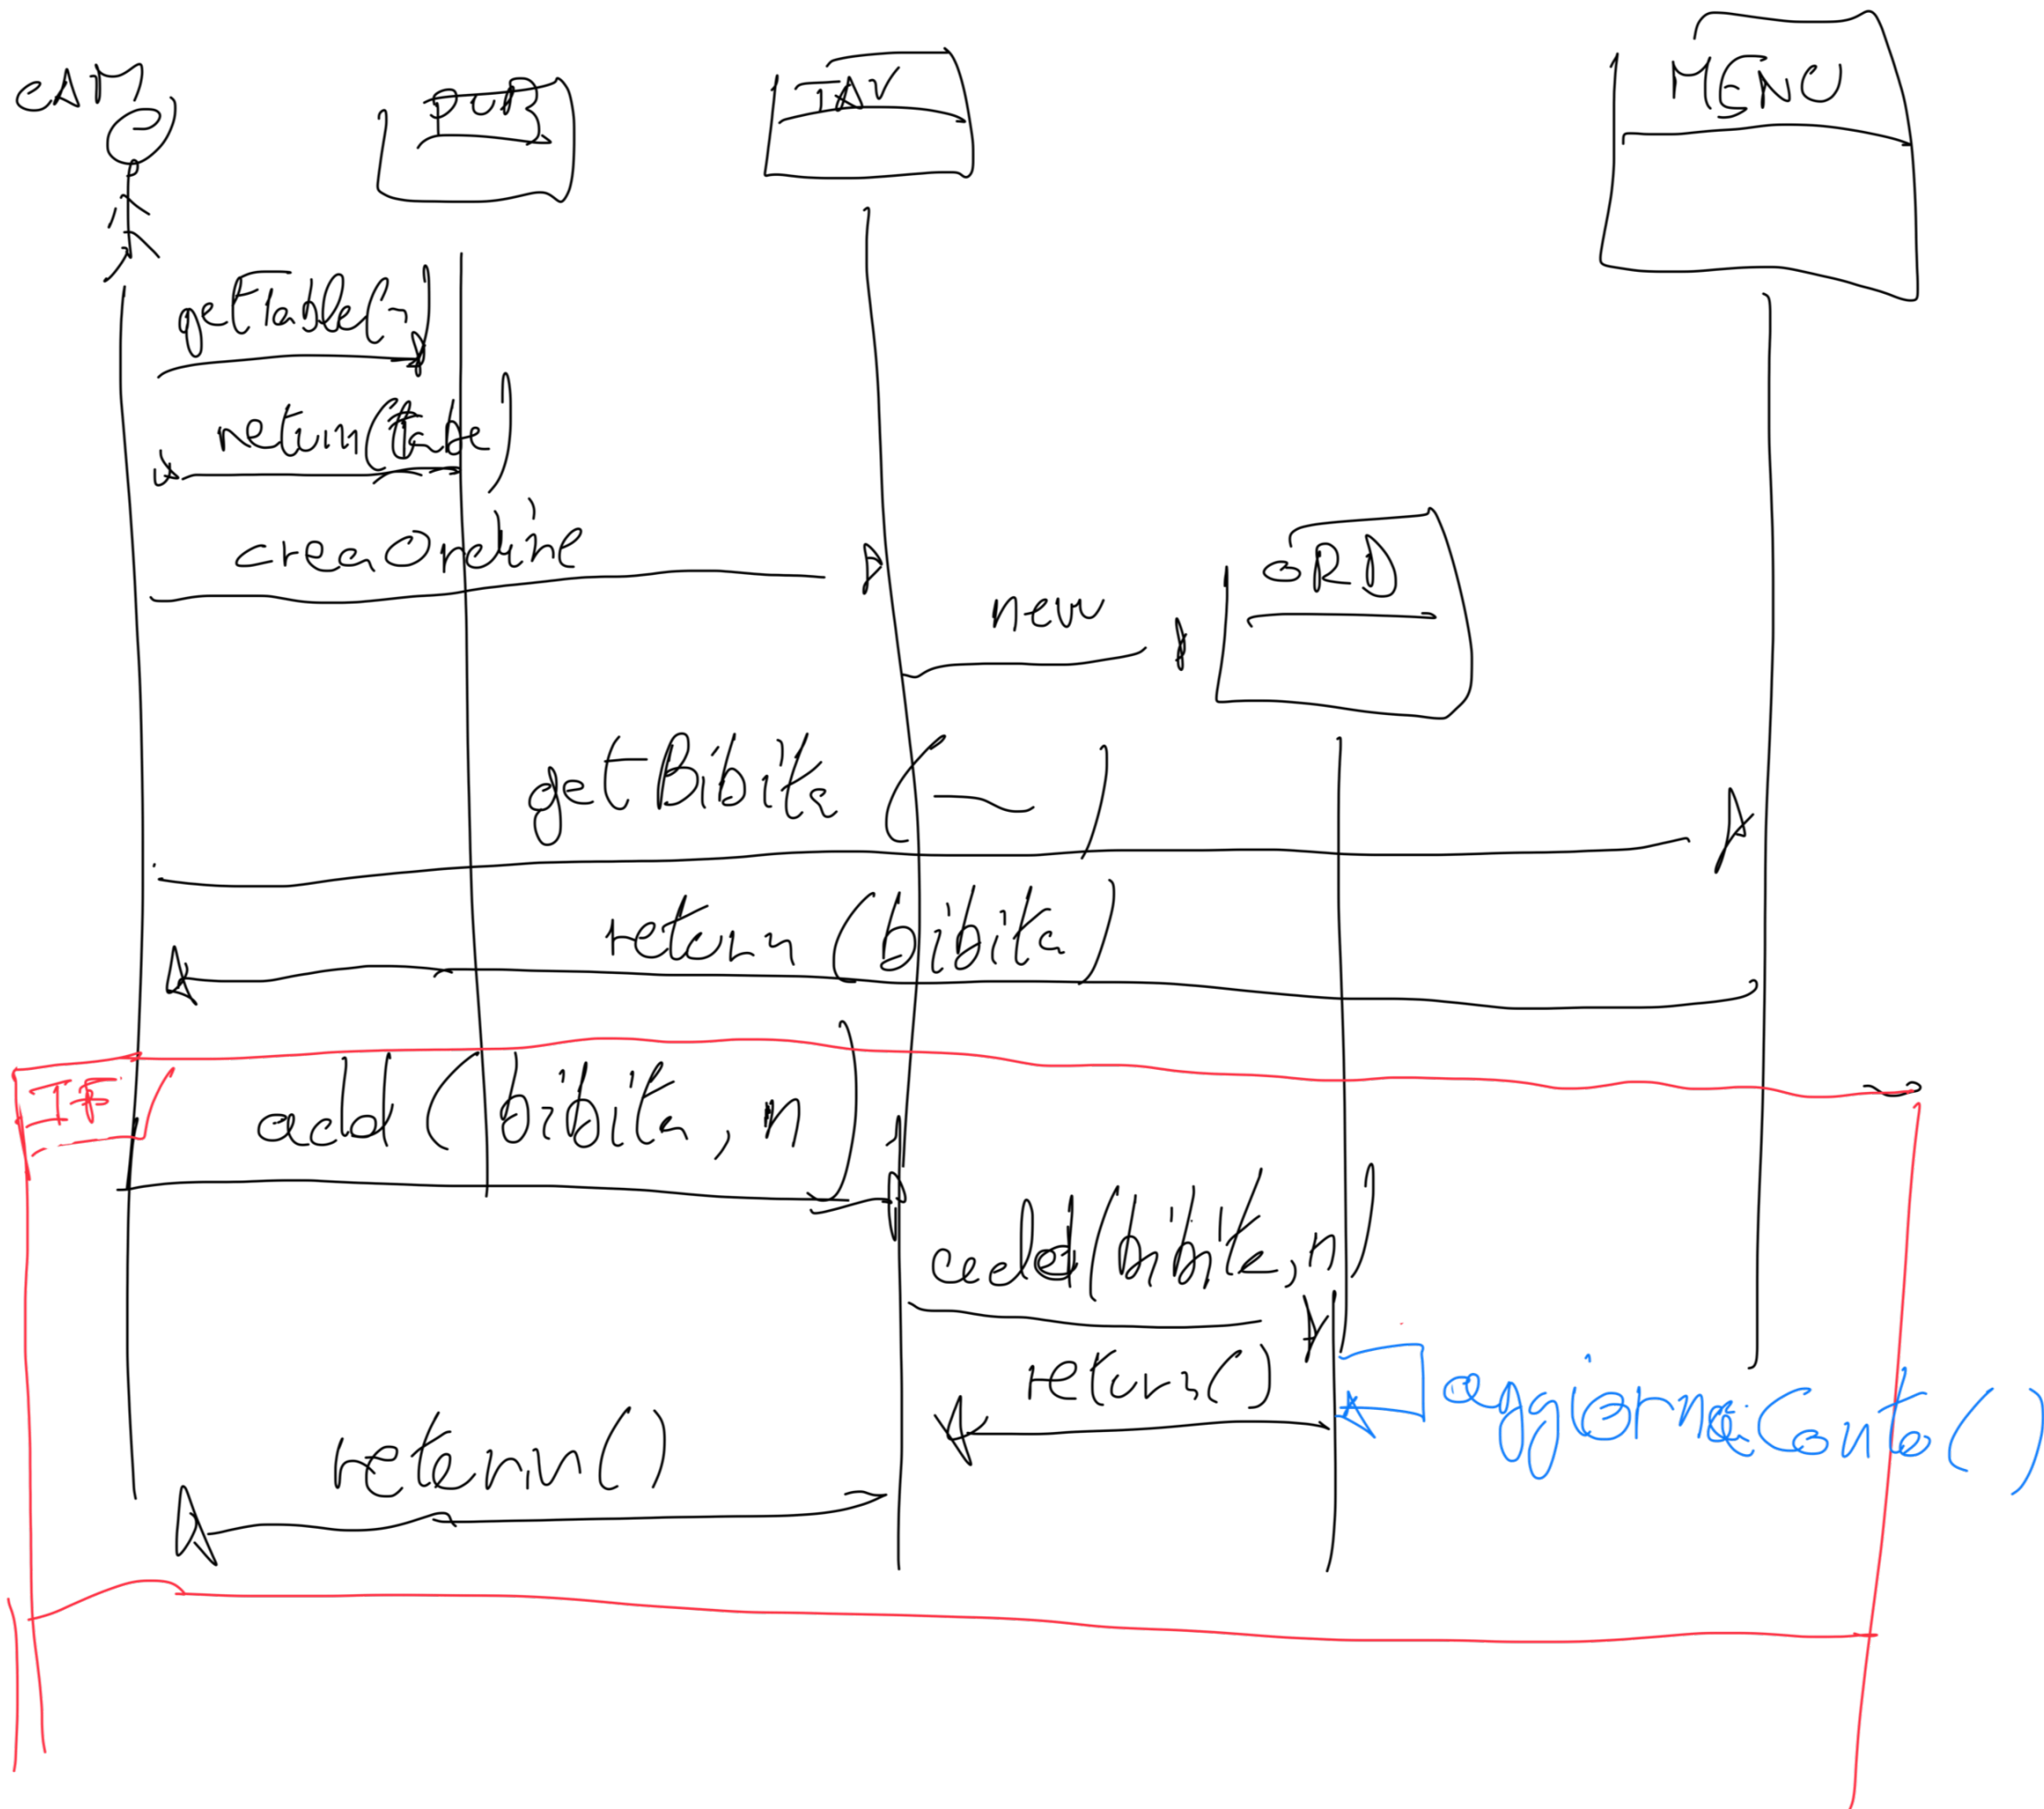 CAM
PUB
TAV
MENU
getTable(~)
return(table)
creaOrdine
new
ORD
getBibita (~)
return (bibita)
IF
add (bibita, n)
add(bibita, n)
return()
aggiornaConto()
return()